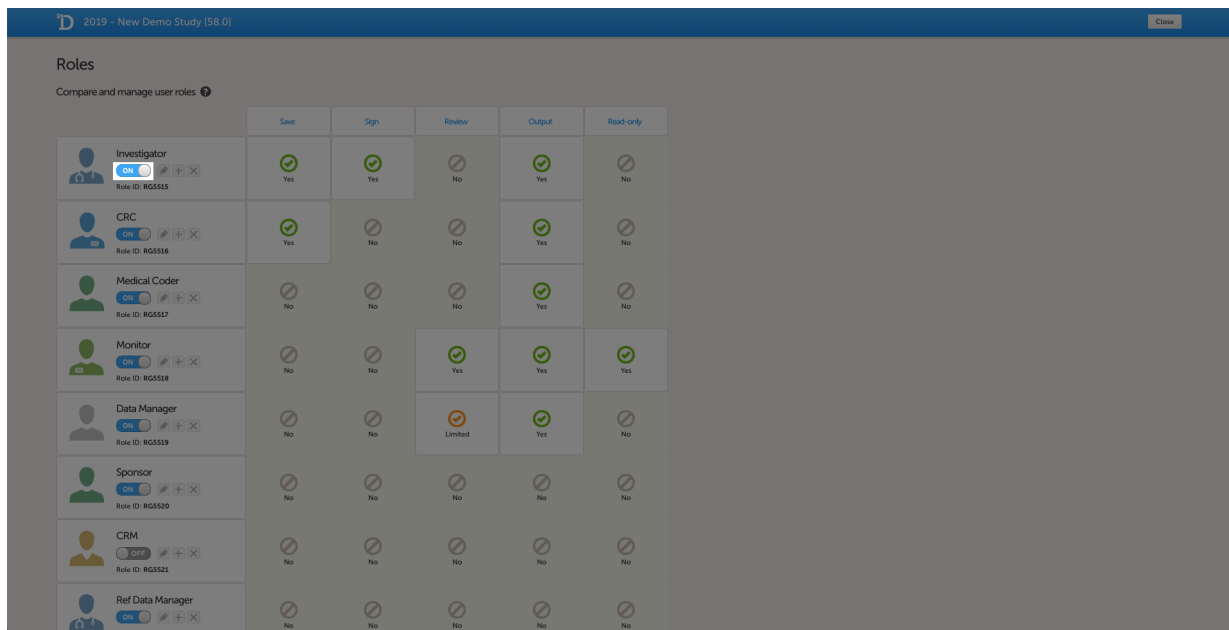 2019 - New Demo Study [58.0]
Close
Roles
Compare and manage user roles ?
Save Sign Review Output Read-only
Investigator
ON
Role ID: RG5515
Yes Yes No Yes No
CRC
ON
Role ID: RG5516
Yes No No Yes No
Medical Coder
ON
Role ID: RG5517
No No No Yes No
Monitor
ON
Role ID: RG5518
No No Yes Yes Yes
Data Manager
ON
Role ID: RG5519
No No Limited Yes No
Sponsor
ON
Role ID: RG5520
No No No No No
CRM
OFF
Role ID: RG5521
No No No No No
Ref Data Manager
ON
No No No No No